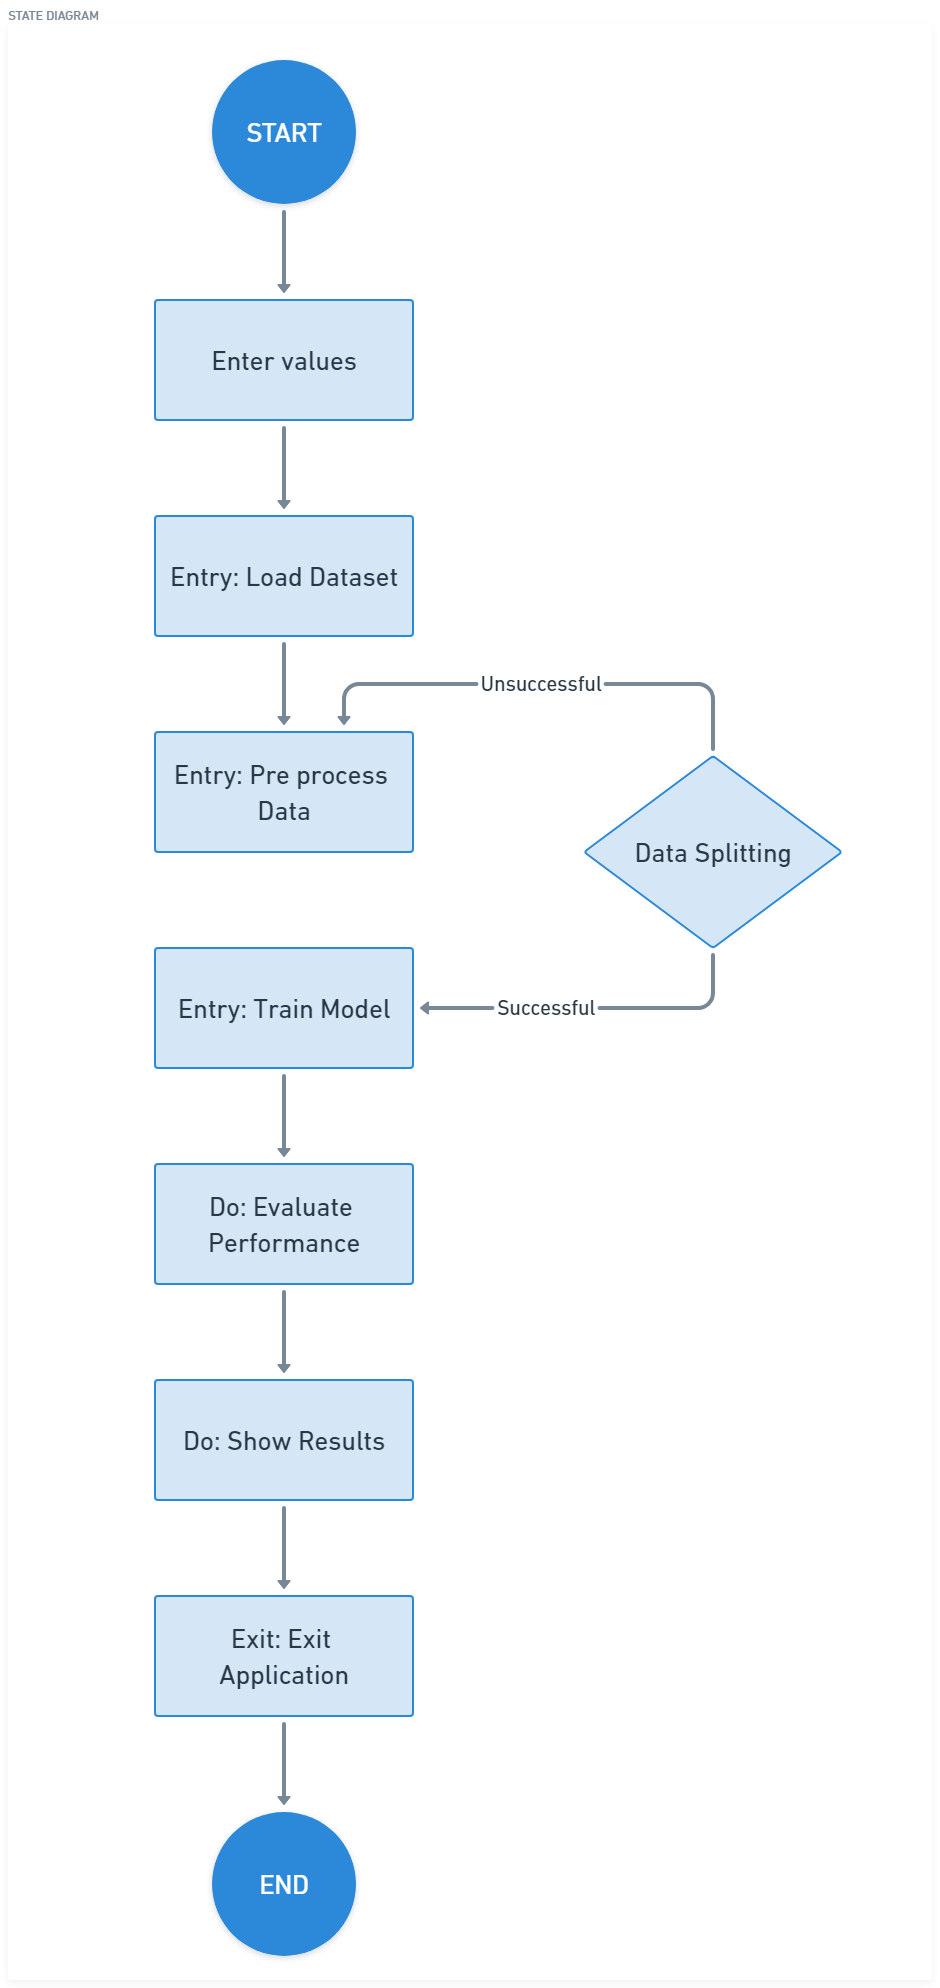 STATE DIAGRAM
START
Enter values
Entry: Load Dataset
Unsuccessful
Entry: Pre process
Data
Data Splitting
Entry: Train Model
Successful
Do: Evaluate
Performance
Do: Show Results
Exit: Exit
Application
END